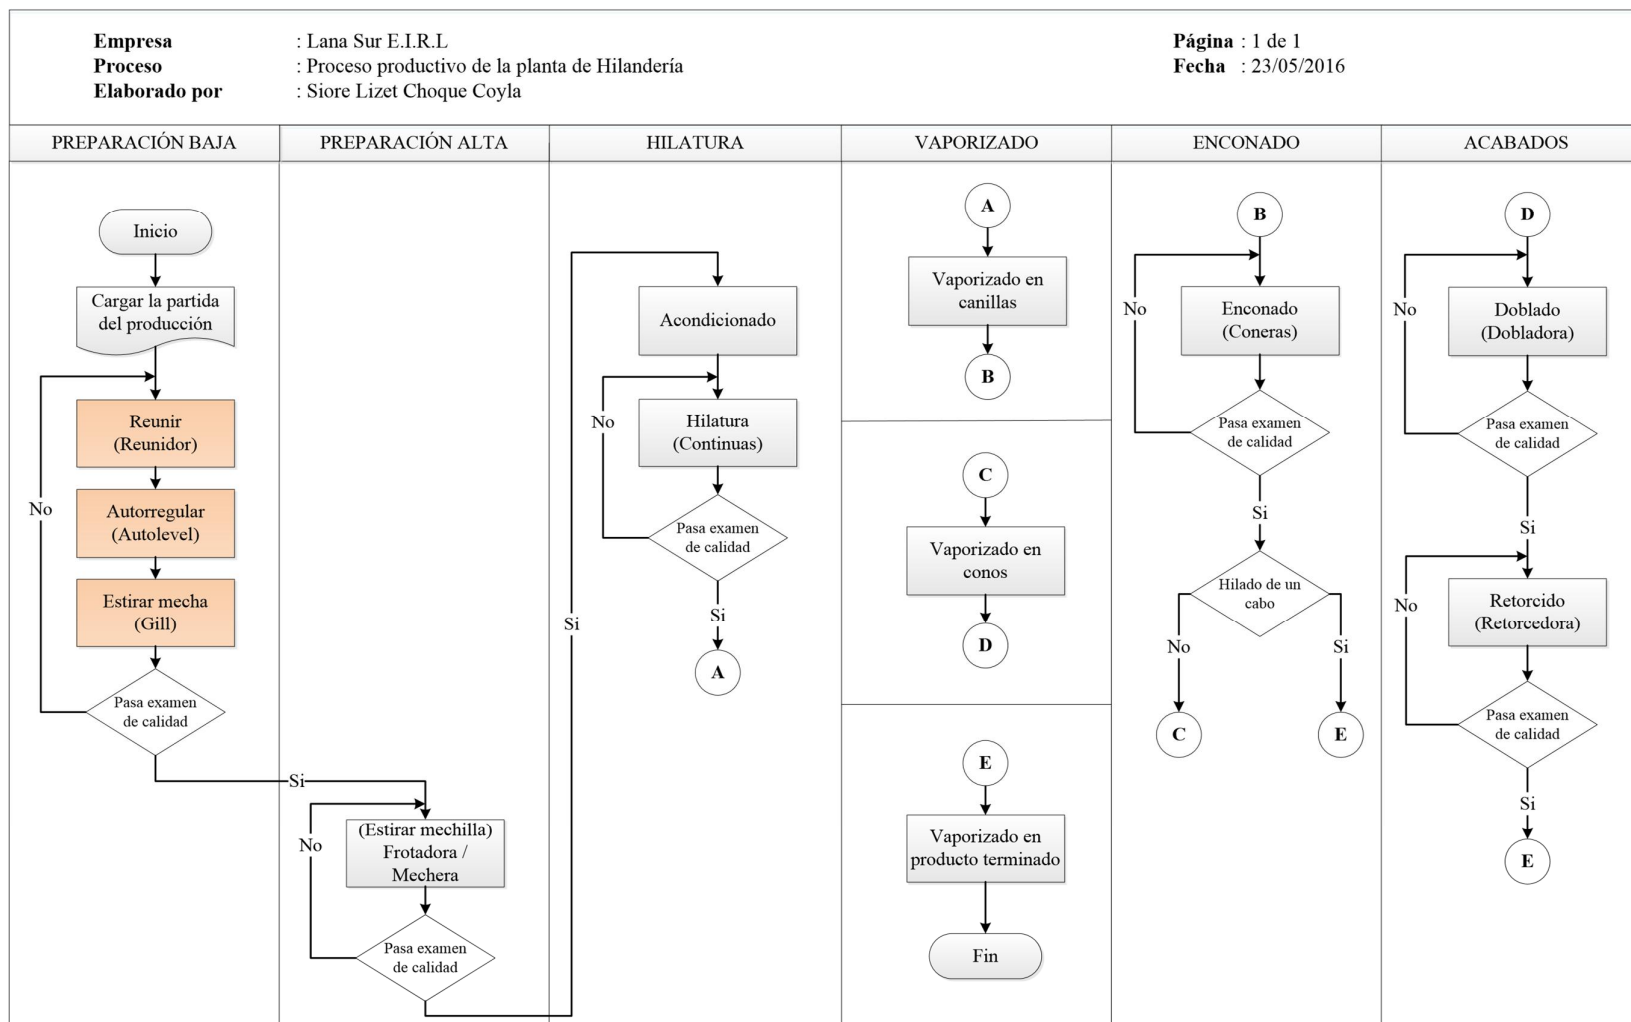 Empresa : Lana Sur E.I.R.L
Proceso : Proceso productivo de la planta de Hilandería
Elaborado por : Siore Lizet Choque Coyla
Página : 1 de 1
Fecha : 23/05/2016
PREPARACIÓN BAJA
Inicio
Cargar la partida
del producción
Reunir
(Reunidor)
No
Autorregular
(Autolevel)
Estirar mecha
(Gill)
Pasa examen
de calidad
Si
PREPARACIÓN ALTA
(Estirar mechilla)
Frotadora /
Mechera
No
Pasa examen
de calidad
Si
HILATURA
Acondicionado
No
Hilatura
(Continuas)
Pasa examen
de calidad
Si
A
VAPORIZADO
A
Vaporizado en
canillas
B
C
Vaporizado en
conos
D
E
Vaporizado en
producto terminado
Fin
ENCONADO
B
No
Enconado
(Coneras)
Pasa examen
de calidad
Si
Hilado de un
cabo
No
Si
C
E
ACABADOS
D
No
Doblado
(Dobladora)
Pasa examen
de calidad
Si
No
Retorcido
(Retorcedora)
Pasa examen
de calidad
Si
E